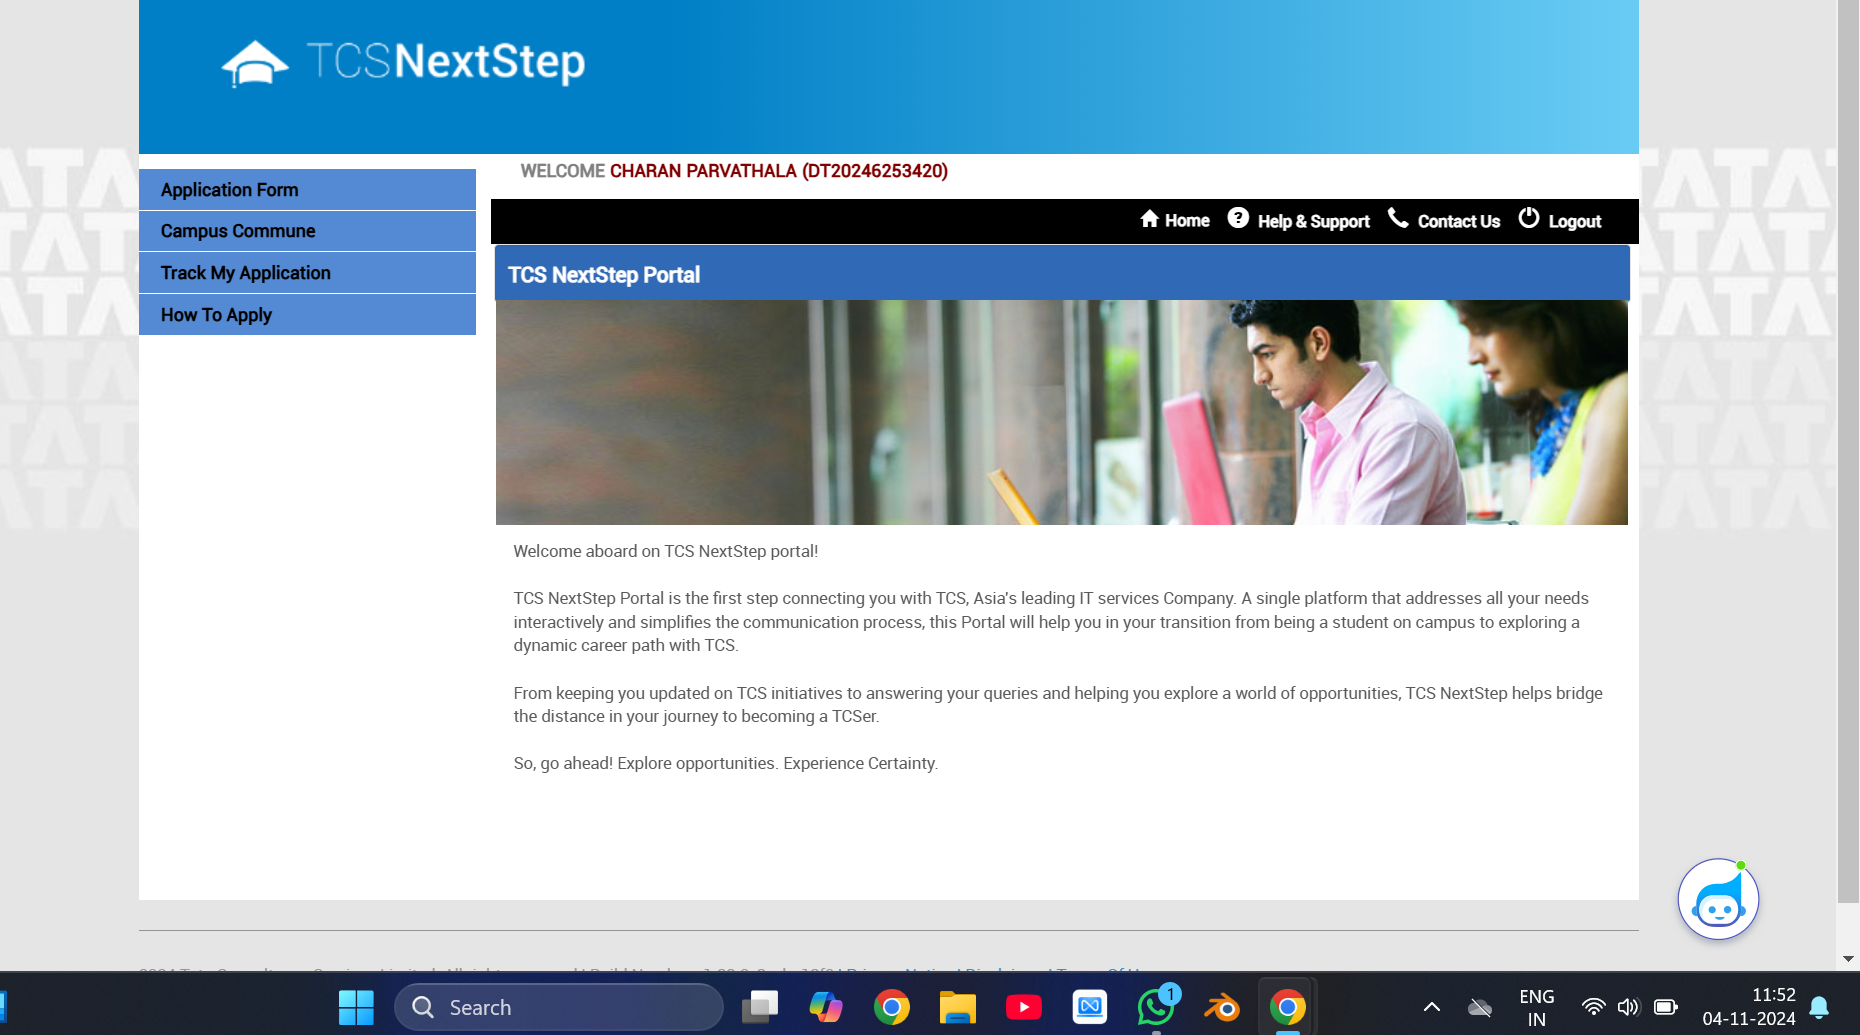 TCS NextStep
WELCOME CHARAN PARVATHALA (DT20246253420)
Application Form
Campus Commune
Track My Application
How To Apply
Home
Help & Support
Contact Us
Logout
TCS NextStep Portal
Welcome aboard on TCS NextStep portal!
TCS NextStep Portal is the first step connecting you with TCS, Asia's leading IT services Company. A single platform that addresses all your needs
interactively and simplifies the communication process, this Portal will help you in your transition from being a student on campus to exploring a
dynamic career path with TCS.
From keeping you updated on TCS initiatives to answering your queries and helping you explore a world of opportunities, TCS NextStep helps bridge
the distance in your journey to becoming a TCSer.
So, go ahead! Explore opportunities. Experience Certainty.
Search
1
ENG
IN
11:52
04-11-2024